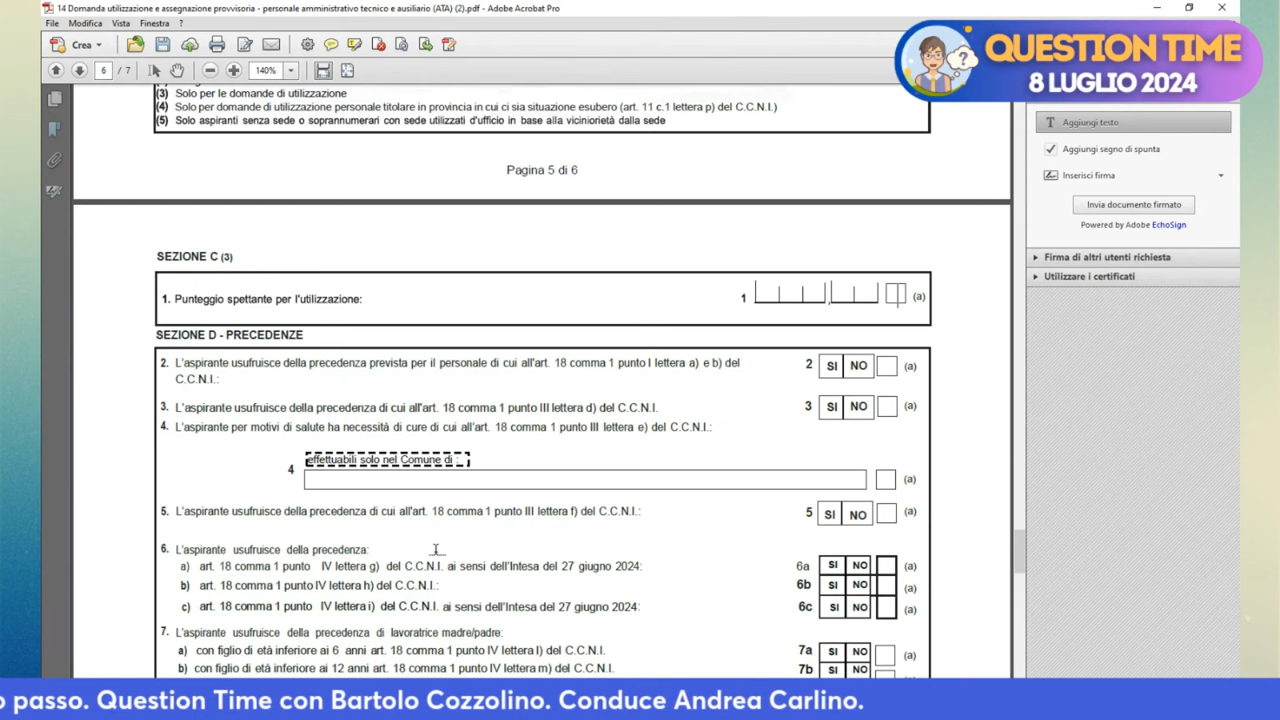 14 Domanda utilizzazione e assegnazione provvisoria - personale amministrativo tecnico e ausiliario (ATA) (2).pdf - Adobe Acrobat Pro
File Modifica Vista Finestra ?
Crea
6 / 7 140%
QUESTION TIME
8 LUGLIO 2024
(3) Solo per le domande di utilizzazione
(4) Solo per domande di utilizzazione personale titolare in provincia in cui ci sia situazione esubero (art. 11 c.1 lettera p) del C.C.N.I.)
(5) Solo aspiranti senza sede o soprannumerari con sede utilizzati d'ufficio in base alla viciniorietà dalla sede
Pagina 5 di 6
SEZIONE C (3)
1. Punteggio spettante per l'utilizzazione: 1 , (a)
SEZIONE D - PRECEDENZE
2. L'aspirante usufruisce della precedenza prevista per il personale di cui all'art. 18 comma 1 punto I lettera a) e b) del
C.C.N.I.: 2 SI NO (a)
3. L'aspirante usufruisce della precedenza di cui all'art. 18 comma 1 punto III lettera d) del C.C.N.I. 3 SI NO (a)
4. L'aspirante per motivi di salute ha necessità di cure di cui all'art. 18 comma 1 punto III lettera e) del C.C.N.I.:
effettuabili solo nel Comune di :
4 (a)
5. L'aspirante usufruisce della precedenza di cui all'art. 18 comma 1 punto III lettera f) del C.C.N.I.: 5 SI NO (a)
6. L'aspirante usufruisce della precedenza:
a) art. 18 comma 1 punto IV lettera g) del C.C.N.I. ai sensi dell'Intesa del 27 giugno 2024: 6a SI NO (a)
b) art. 18 comma 1 punto IV lettera h) del C.C.N.I.: 6b SI NO (a)
c) art. 18 comma 1 punto IV lettera i) del C.C.N.I. ai sensi dell'Intesa del 27 giugno 2024: 6c SI NO (a)
7. L'aspirante usufruisce della precedenza di lavoratrice madre/padre:
a) con figlio di età inferiore ai 6 anni art. 18 comma 1 punto IV lettera l) del C.C.N.I. 7a SI NO (a)
b) con figlio di età inferiore ai 12 anni art. 18 comma 1 punto IV lettera m) del C.C.N.I. 7b SI NO
Aggiungi testo
Aggiungi segno di spunta
Inserisci firma
Invia documento firmato
Powered by Adobe EchoSign
Firma di altri utenti richiesta
Utilizzare i certificati
o passo. Question Time con Bartolo Cozzolino. Conduce Andrea Carlino.